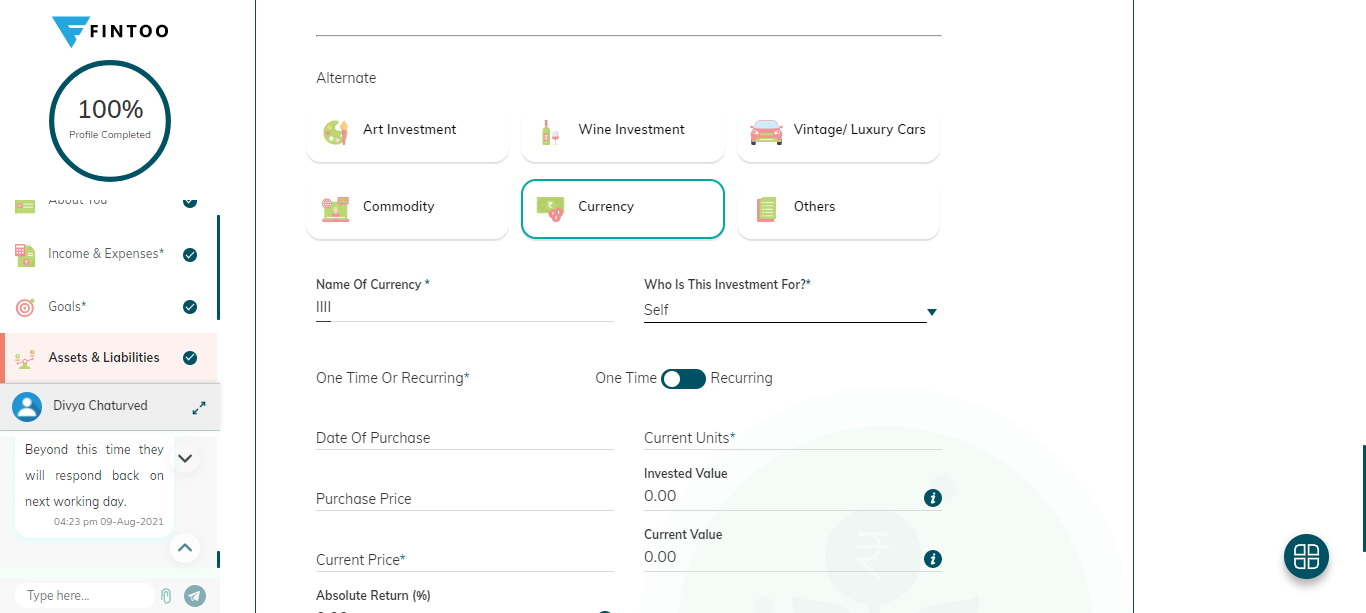 FINTOO
100%
Profile Completed
About You
Income & Expenses*
Goals*
Assets & Liabilities
Divya Chaturved
Beyond this time they
will respond back on
next working day.
04:23 pm 09-Aug-2021
Type here...
Alternate
Art Investment
Wine Investment
Vintage/ Luxury Cars
Commodity
Currency
Others
Name Of Currency *
Who Is This Investment For?*
Self
One Time Or Recurring*
One Time
Recurring
Date Of Purchase
Current Units*
Invested Value
Purchase Price
0.00
Current Value
Current Price*
0.00
Absolute Return (%)